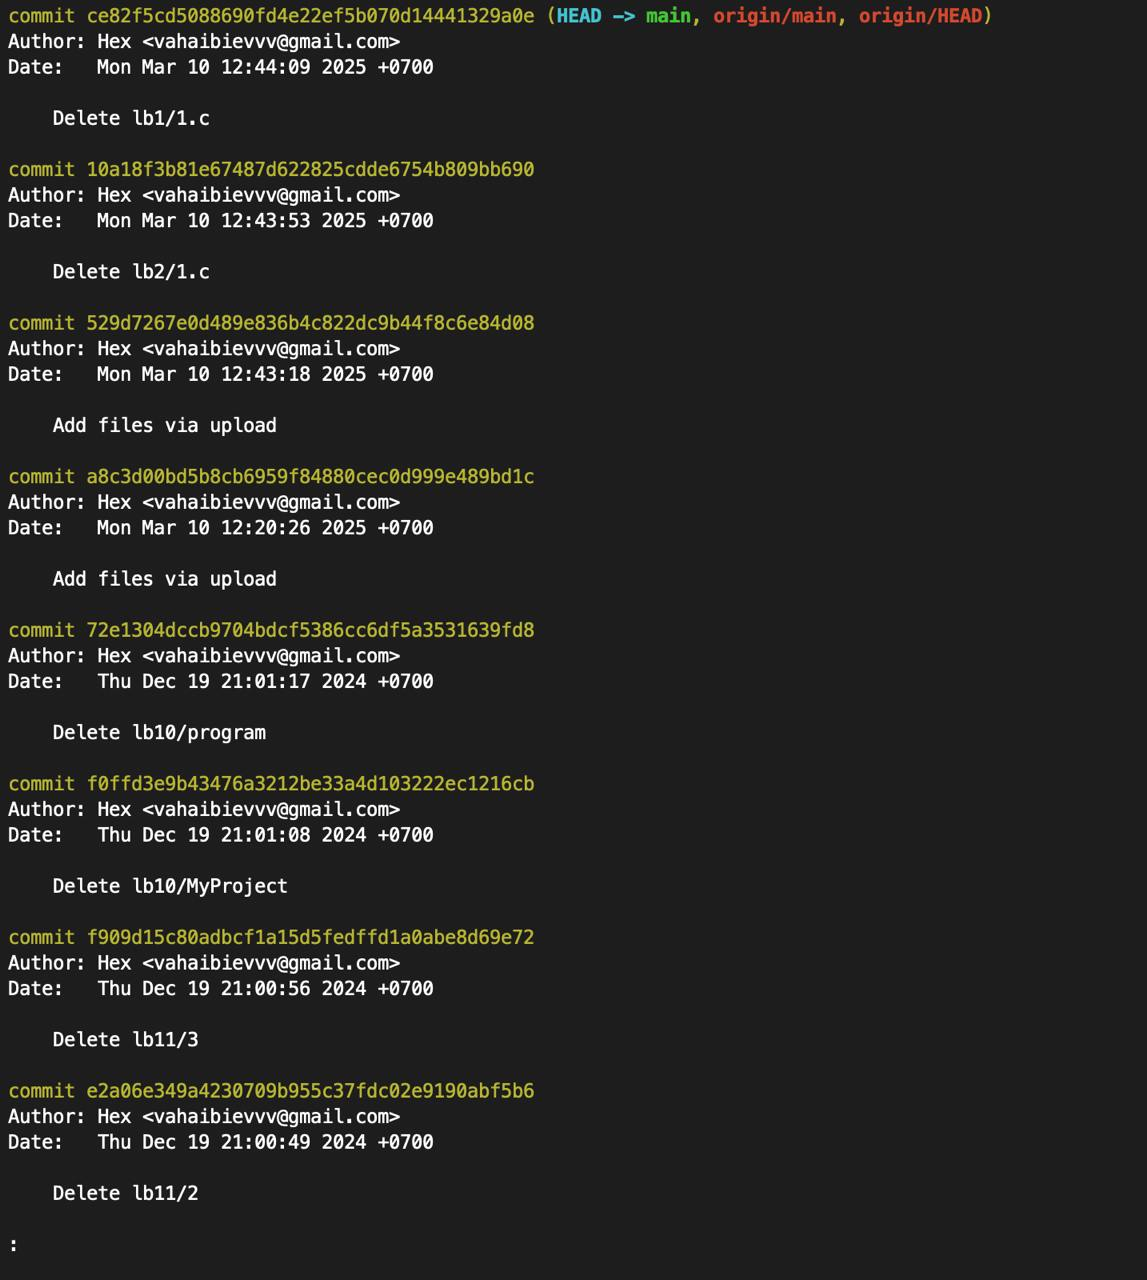 commit ce82f5cd5088690fd4e22ef5b070d14441329a0e (HEAD -> main, origin/main, origin/HEAD)
Author: Hex <vahaibievvv@gmail.com>
Date:   Mon Mar 10 12:44:09 2025 +0700

    Delete lb1/1.c

commit 10a18f3b81e67487d622825cdde6754b809bb690
Author: Hex <vahaibievvv@gmail.com>
Date:   Mon Mar 10 12:43:53 2025 +0700

    Delete lb2/1.c

commit 529d7267e0d489e836b4c822dc9b44f8c6e84d08
Author: Hex <vahaibievvv@gmail.com>
Date:   Mon Mar 10 12:43:18 2025 +0700

    Add files via upload

commit a8c3d00bd5b8cb6959f84880cec0d999e489bd1c
Author: Hex <vahaibievvv@gmail.com>
Date:   Mon Mar 10 12:20:26 2025 +0700

    Add files via upload

commit 72e1304dccb9704bdcf5386cc6df5a3531639fd8
Author: Hex <vahaibievvv@gmail.com>
Date:   Thu Dec 19 21:01:17 2024 +0700

    Delete lb10/program

commit f0ffd3e9b43476a3212be33a4d103222ec1216cb
Author: Hex <vahaibievvv@gmail.com>
Date:   Thu Dec 19 21:01:08 2024 +0700

    Delete lb10/MyProject

commit f909d15c80adbcf1a15d5fedffd1a0abe8d69e72
Author: Hex <vahaibievvv@gmail.com>
Date:   Thu Dec 19 21:00:56 2024 +0700

    Delete lb11/3

commit e2a06e349a4230709b955c37fdc02e9190abf5b6
Author: Hex <vahaibievvv@gmail.com>
Date:   Thu Dec 19 21:00:49 2024 +0700

    Delete lb11/2

: